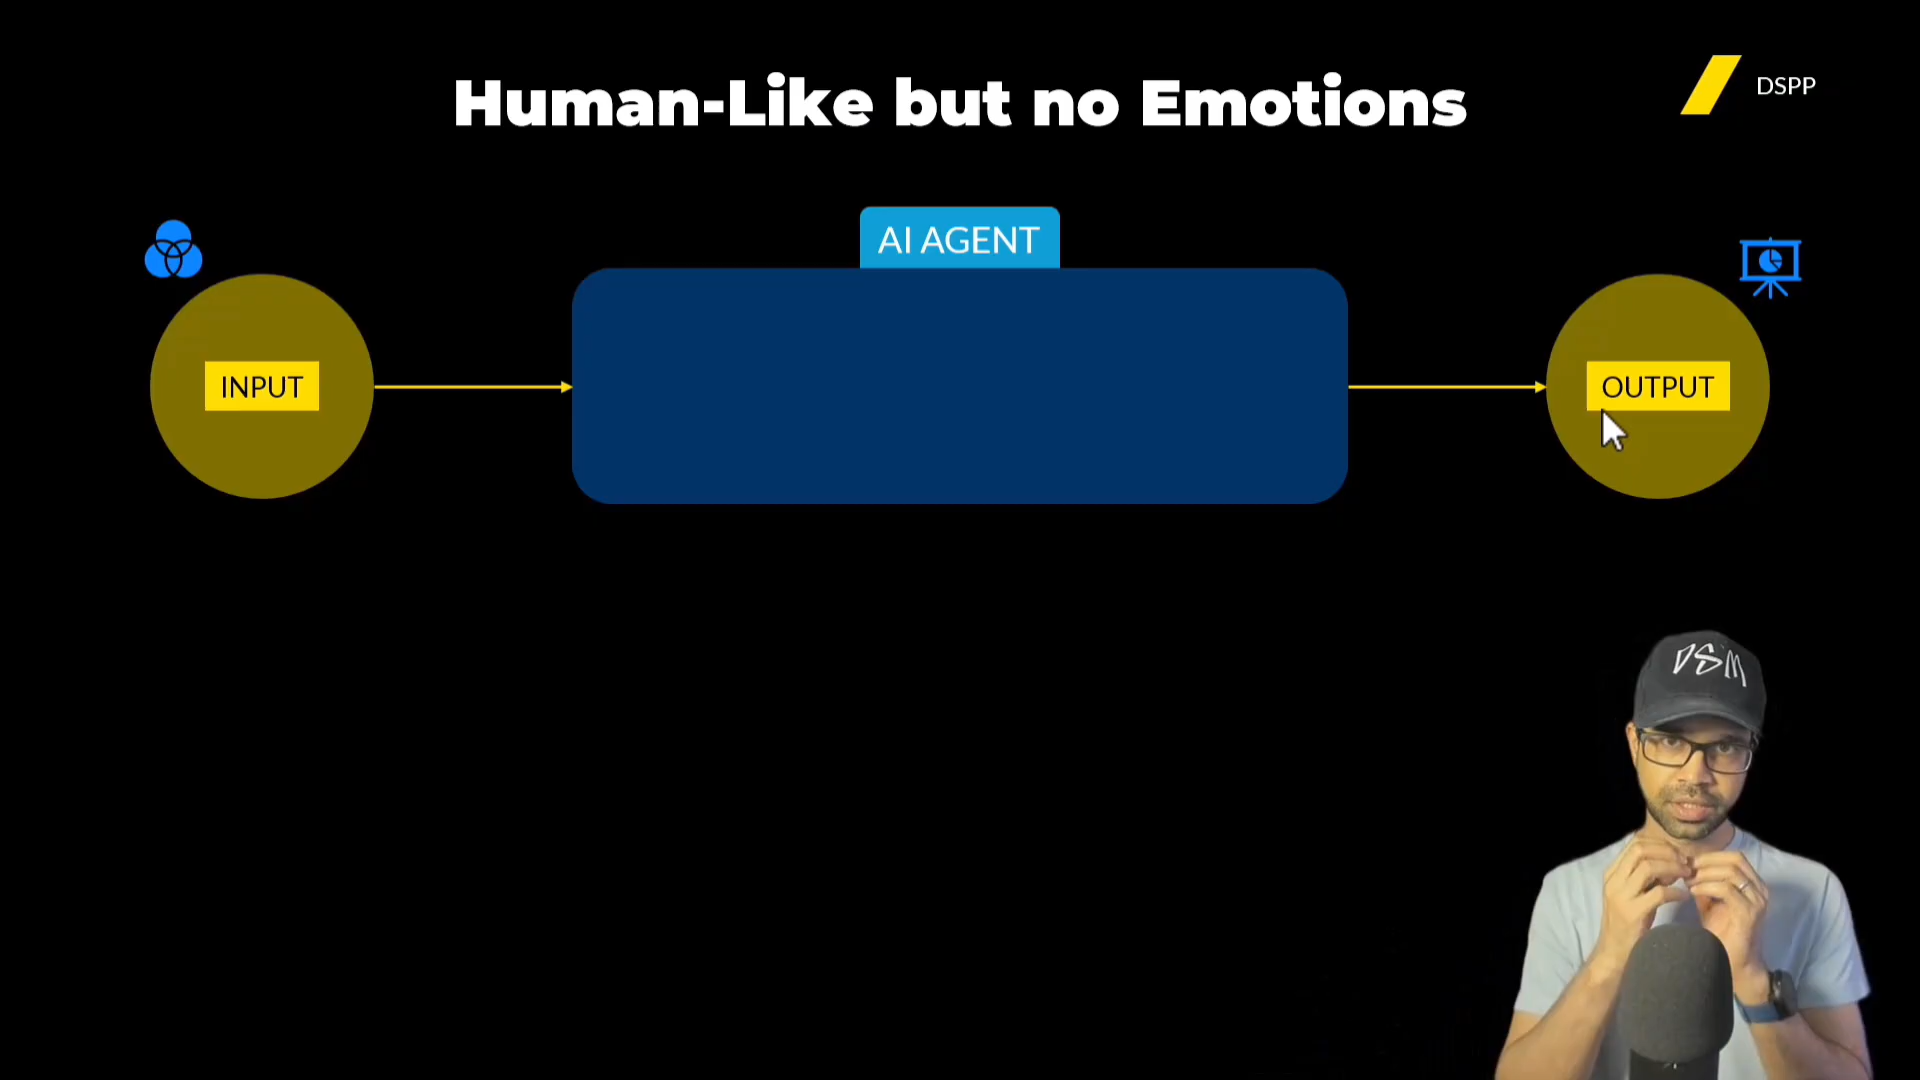 Human-Like but no Emotions
DSPP
AI AGENT
INPUT
OUTPUT
DSM